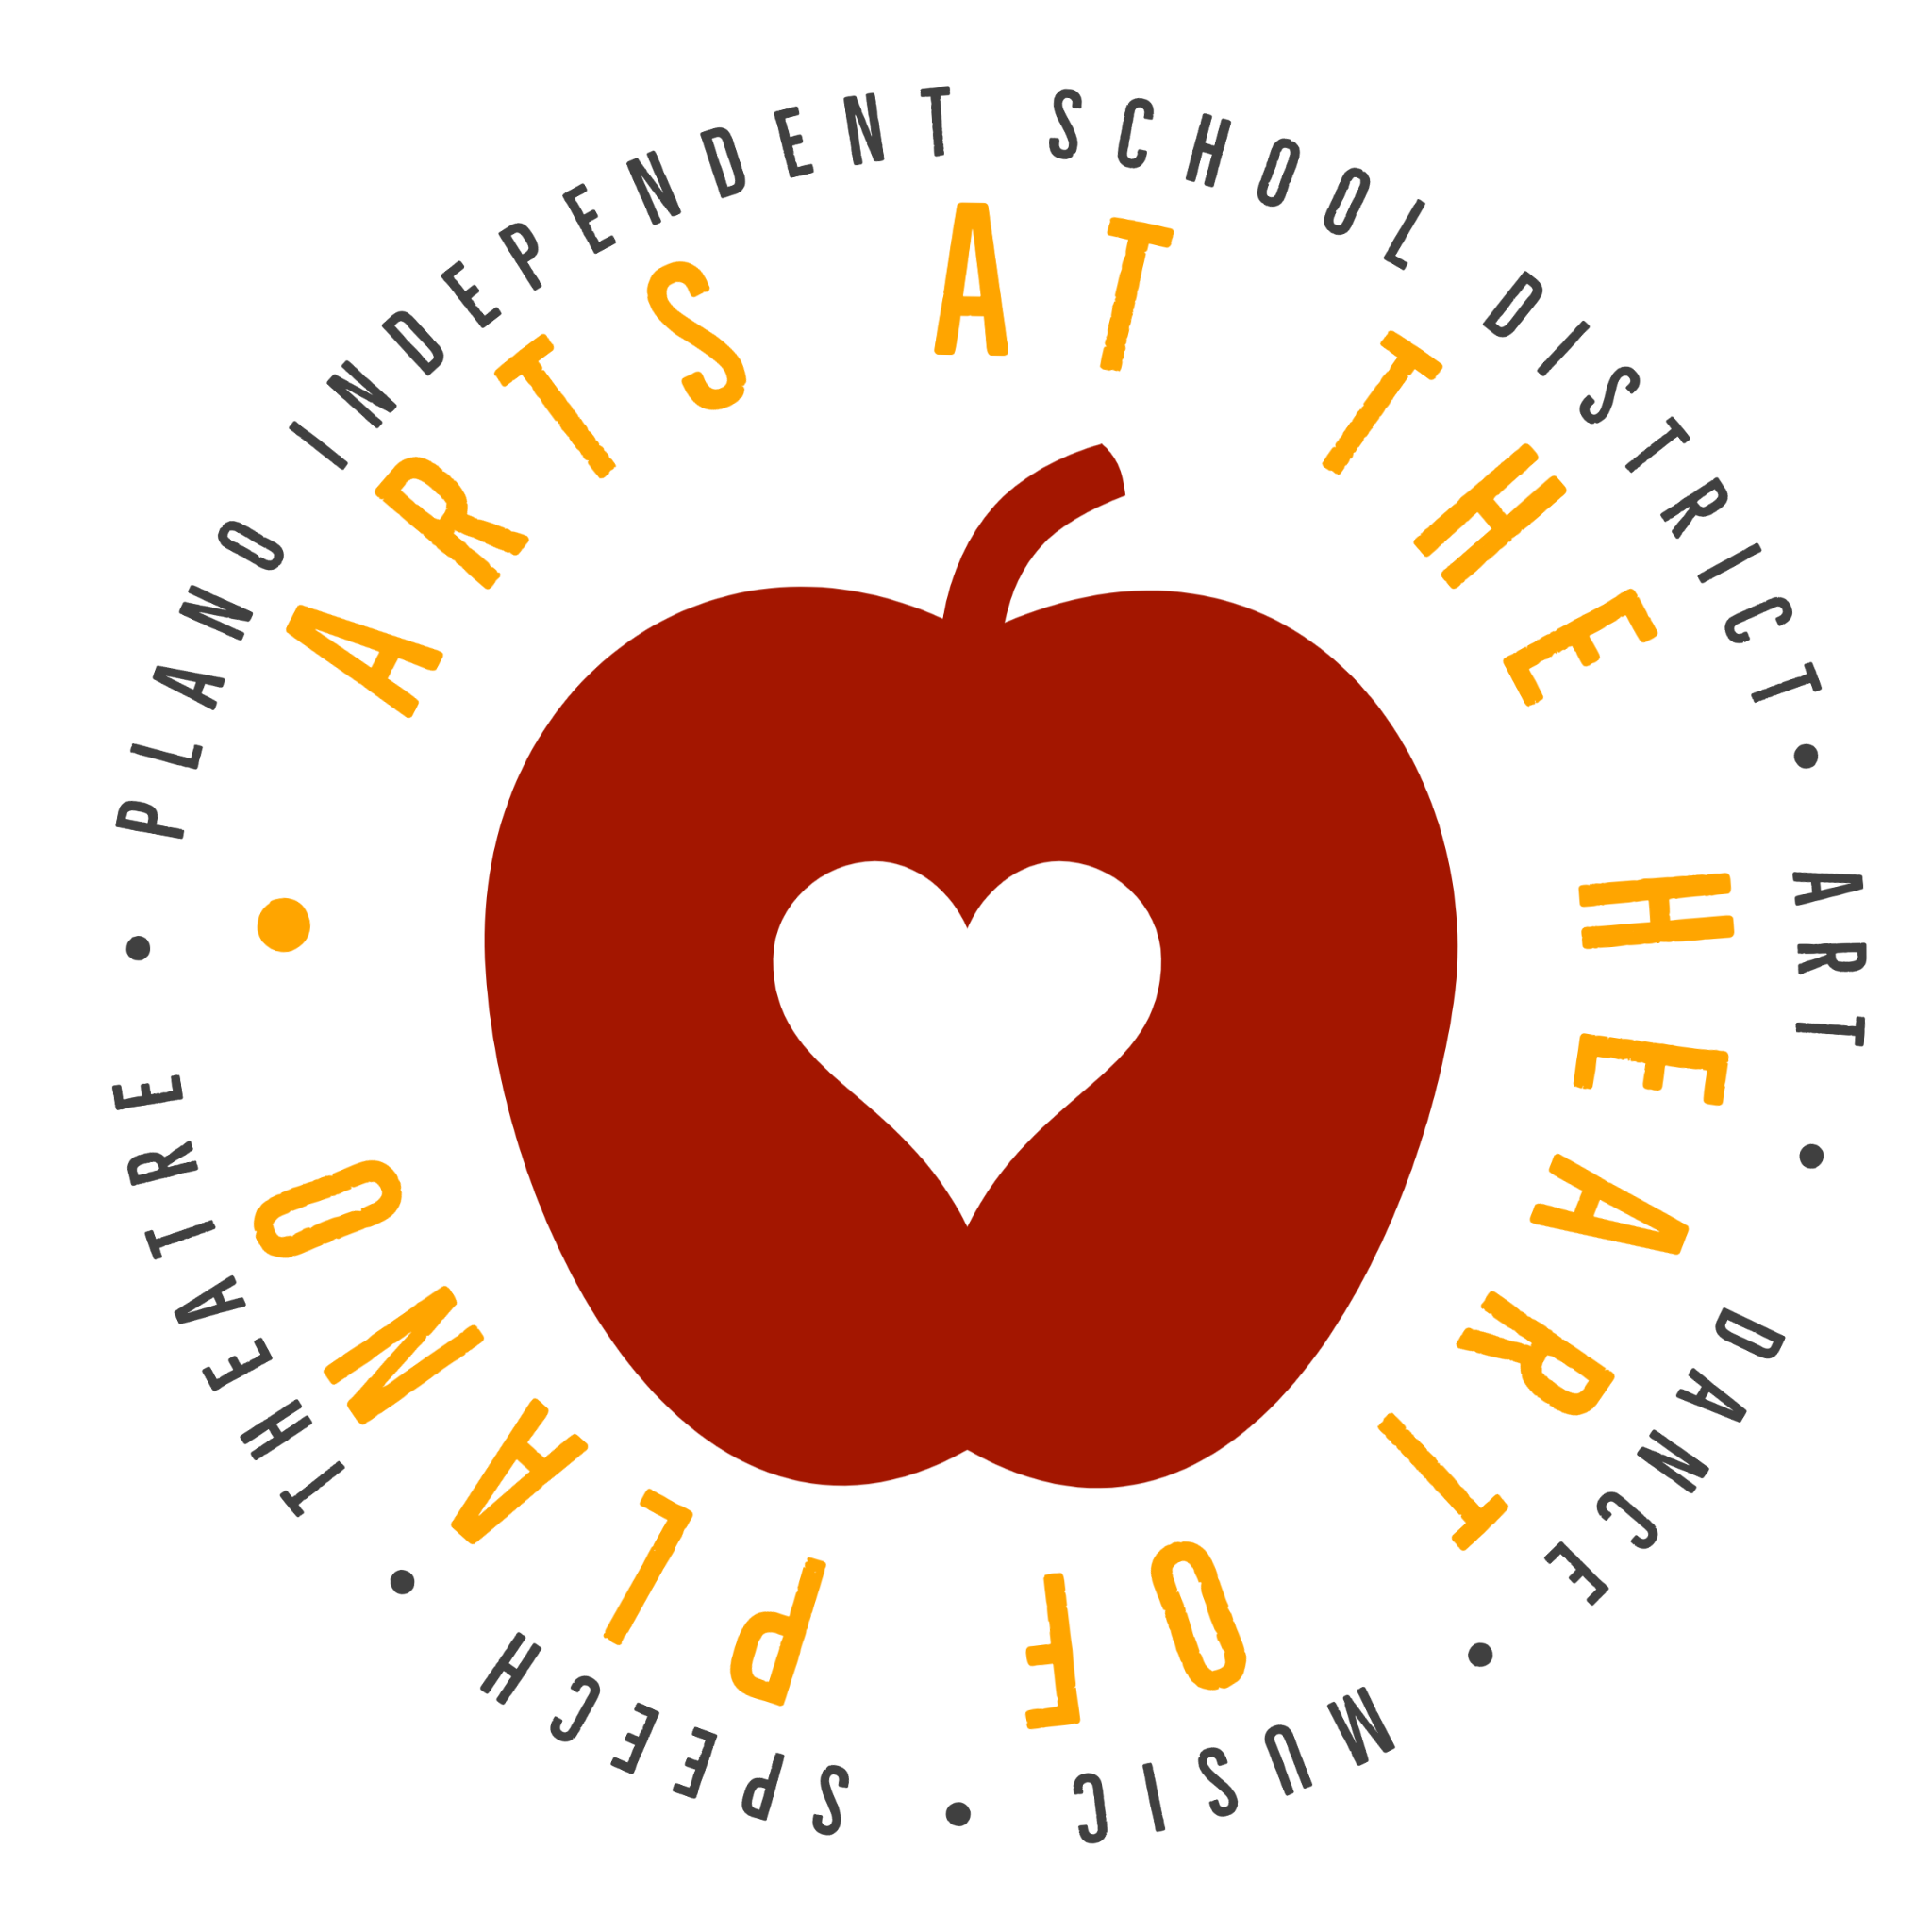 PLANO INDEPENDENT SCHOOL DISTRICT • ART • DANCE • MUSIC • SPEECH • THEATRE •
ARTS AT THE HEART OF PLANO •